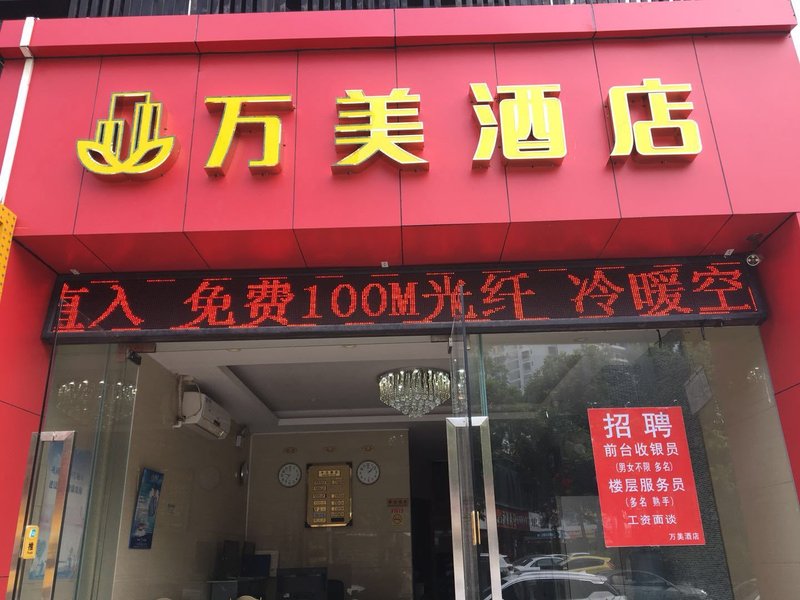 万美酒店
直入 免费100M光纤 冷暖空
招聘
前台收银员
(男女不限 多名)
楼层服务员
(多名 熟手)
工资面谈
万美酒店
推